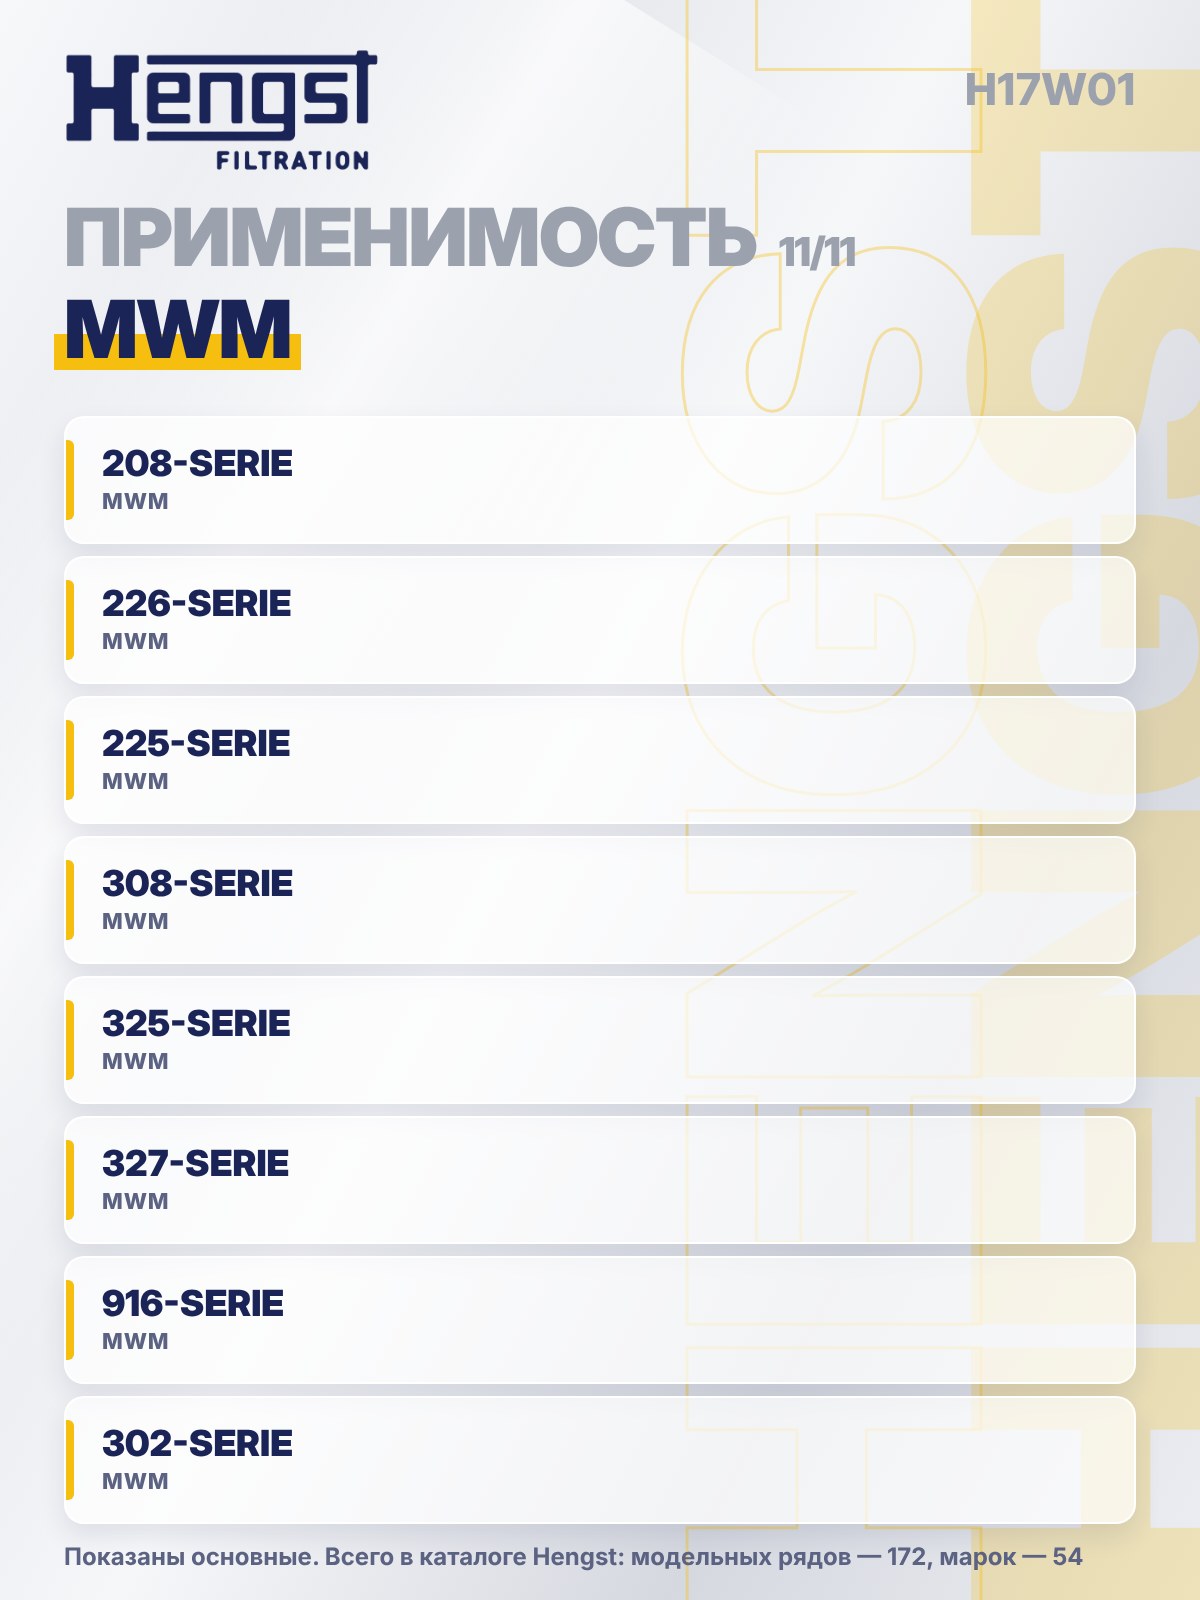 Hengst
FILTRATION
H17W01
ПРИМЕНИМОСТЬ 11/11
MWM
208-SERIE
MWM
226-SERIE
MWM
225-SERIE
MWM
308-SERIE
MWM
325-SERIE
MWM
327-SERIE
MWM
916-SERIE
MWM
302-SERIE
MWM
Показаны основные. Всего в каталоге Hengst: модельных рядов — 172, марок — 54
HENGST
HENGST